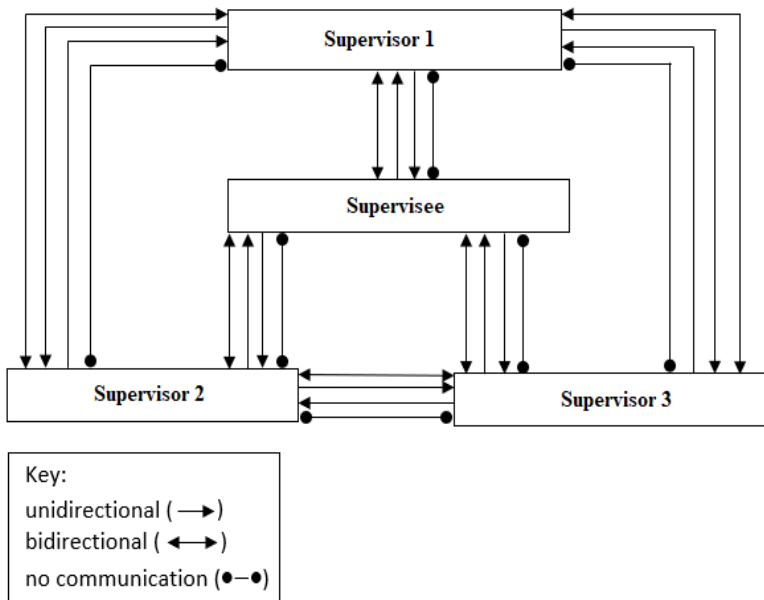 Supervisor 1
Supervisee
Supervisor 2
Supervisor 3
Key:
unidirectional (→)
bidirectional (↔)
no communication (●–●)